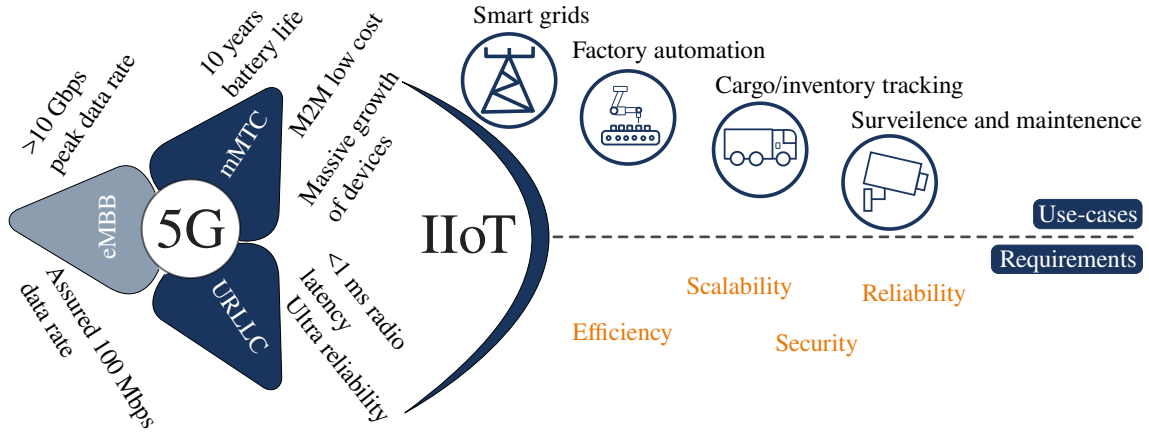 >10 Gbps
peak data rate
10 years
battery life
M2M low cost
Massive growth
of devices
mMTC
eMBB
5G
URLLC
Assured 100 Mbps
data rate
<1 ms radio
latency
Ultra reliability
IIoT
Smart grids
Factory automation
Cargo/inventory tracking
Surveilence and maintenence
Use-cases
Requirements
Scalability
Reliability
Efficiency
Security